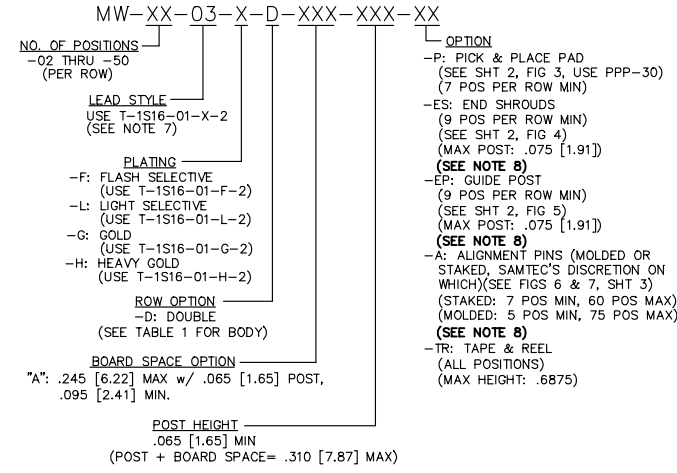 MW-XX-03-X-D-XXX-XXX-XX
NO. OF POSITIONS
-02 THRU -50
(PER ROW)
LEAD STYLE
USE T-1S16-01-X-2
(SEE NOTE 7)
PLATING
-F: FLASH SELECTIVE
(USE T-1S16-01-F-2)
-L: LIGHT SELECTIVE
(USE T-1S16-01-L-2)
-G: GOLD
(USE T-1S16-01-G-2)
-H: HEAVY GOLD
(USE T-1S16-01-H-2)
ROW OPTION
-D: DOUBLE
(SEE TABLE 1 FOR BODY)
BOARD SPACE OPTION
"A": .245 [6.22] MAX w/ .065 [1.65] POST,
.095 [2.41] MIN.
POST HEIGHT
.065 [1.65] MIN
(POST + BOARD SPACE= .310 [7.87] MAX)
OPTION
-P: PICK & PLACE PAD
(SEE SHT 2, FIG 3, USE PPP-30)
(7 POS PER ROW MIN)
-ES: END SHROUDS
(9 POS PER ROW MIN)
(SEE SHT 2, FIG 4)
(MAX POST: .075 [1.91])
(SEE NOTE 8)
-EP: GUIDE POST
(9 POS PER ROW MIN)
(SEE SHT 2, FIG 5)
(MAX POST: .075 [1.91])
(SEE NOTE 8)
-A: ALIGNMENT PINS (MOLDED OR
STAKED, SAMTEC'S DISCRETION ON
WHICH)(SEE FIGS 6 & 7, SHT 3)
(STAKED: 7 POS MIN, 60 POS MAX)
(MOLDED: 5 POS MIN, 75 POS MAX)
(SEE NOTE 8)
-TR: TAPE & REEL
(ALL POSITIONS)
(MAX HEIGHT: .6875)